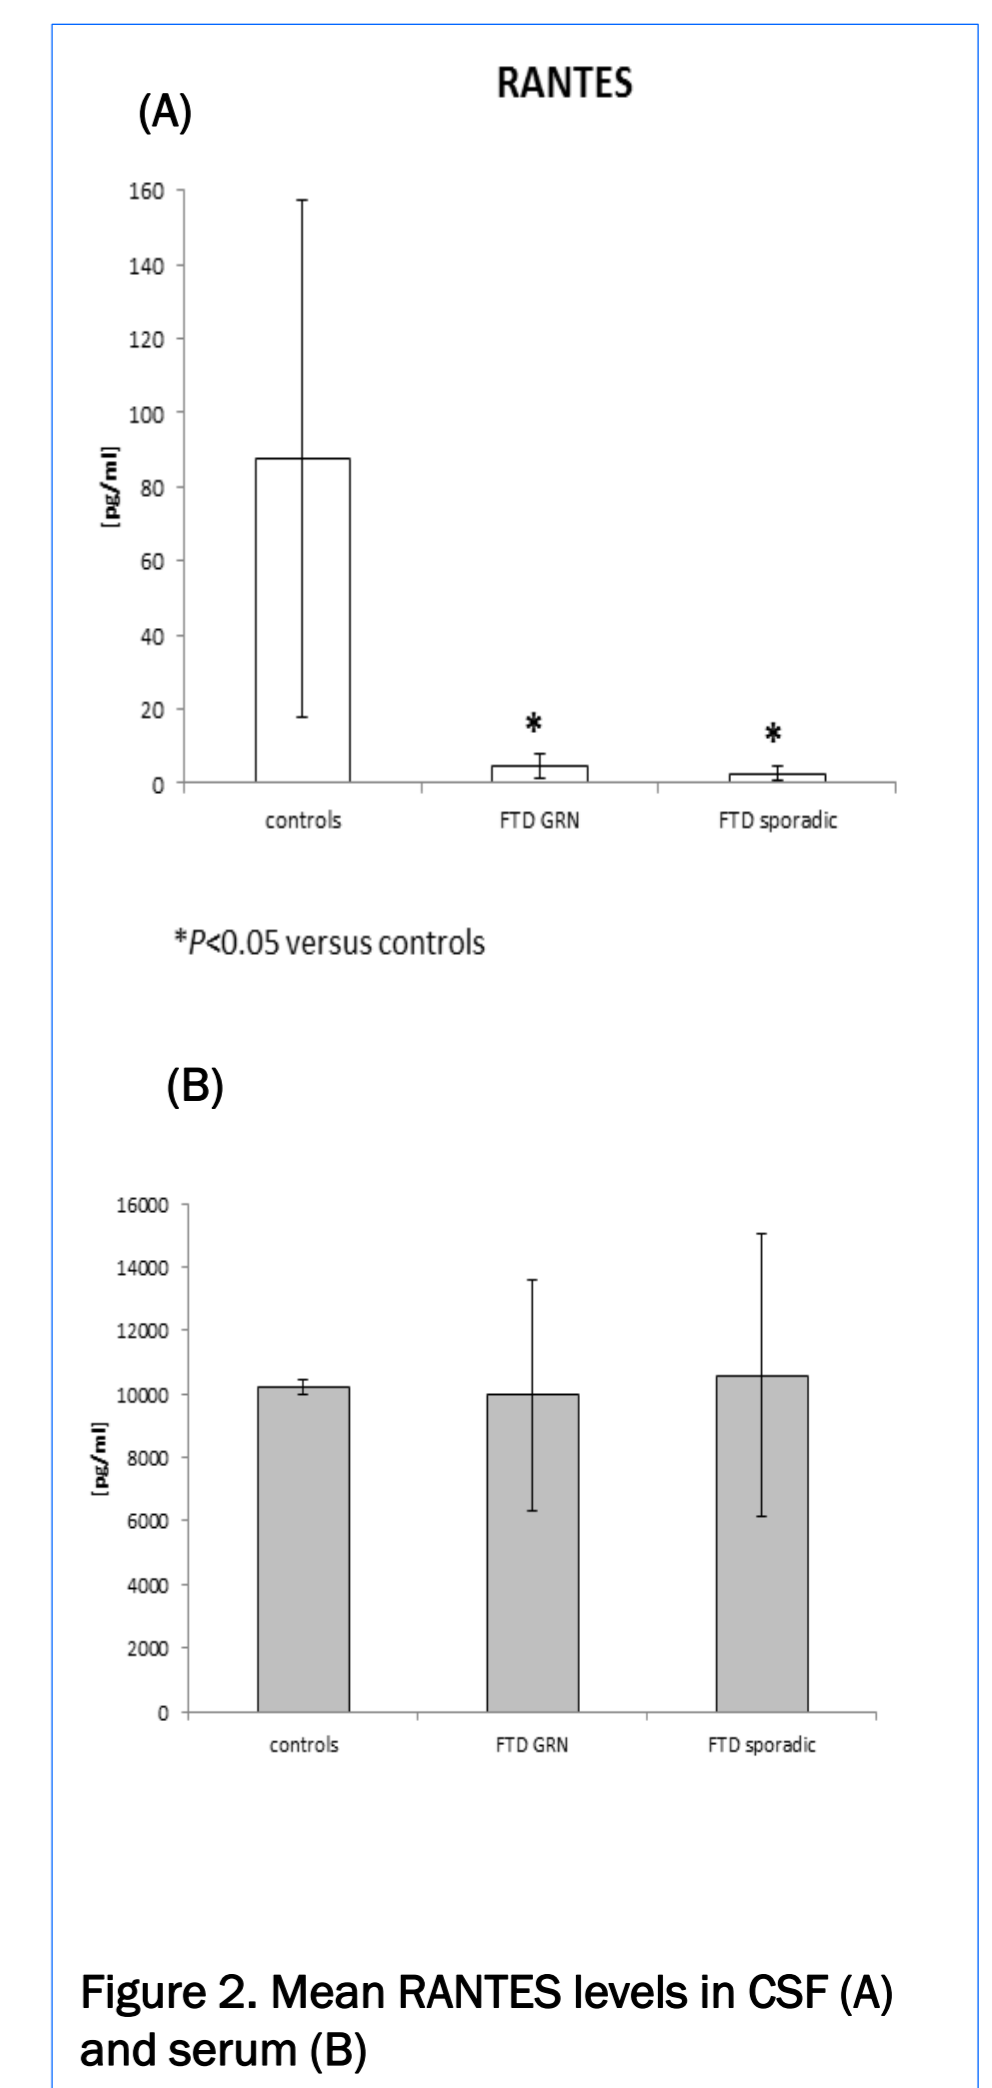 RANTES
(A)
160
140
120
100
80
60
40
20
0
[pg/ml]
*
*
controls
FTD GRN
FTD sporadic
*P<0.05 versus controls
(B)
16000
14000
12000
10000
8000
6000
4000
2000
0
[pg/ml]
controls
FTD GRN
FTD sporadic
Figure 2. Mean RANTES levels in CSF (A)
and serum (B)